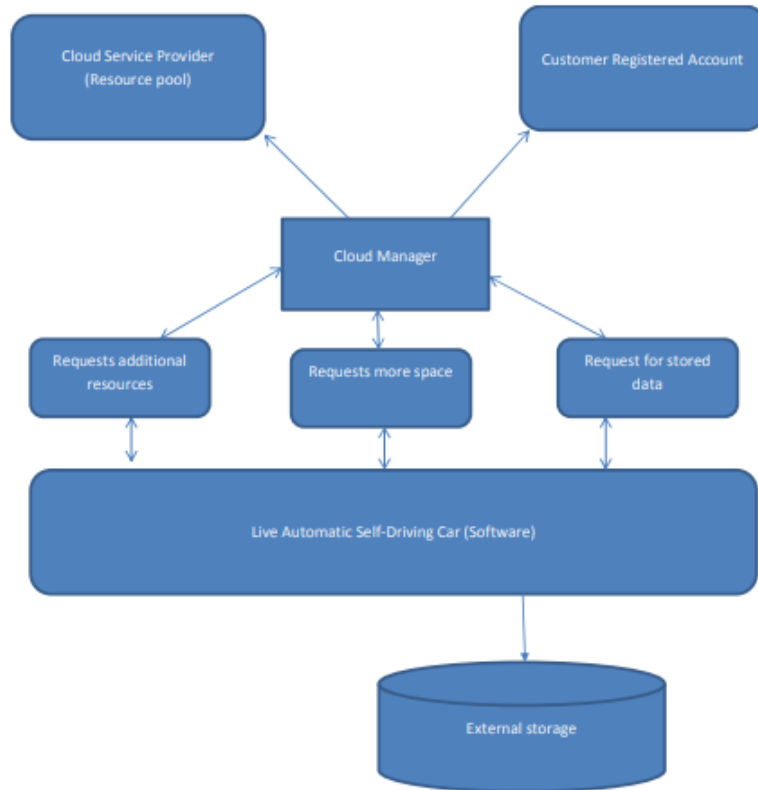 Cloud Service Provider
(Resource pool)
Customer Registered Account
Cloud Manager
Requests additional
resources
Requests more space
Request for stored
data
Live Automatic Self-Driving Car (Software)
External storage